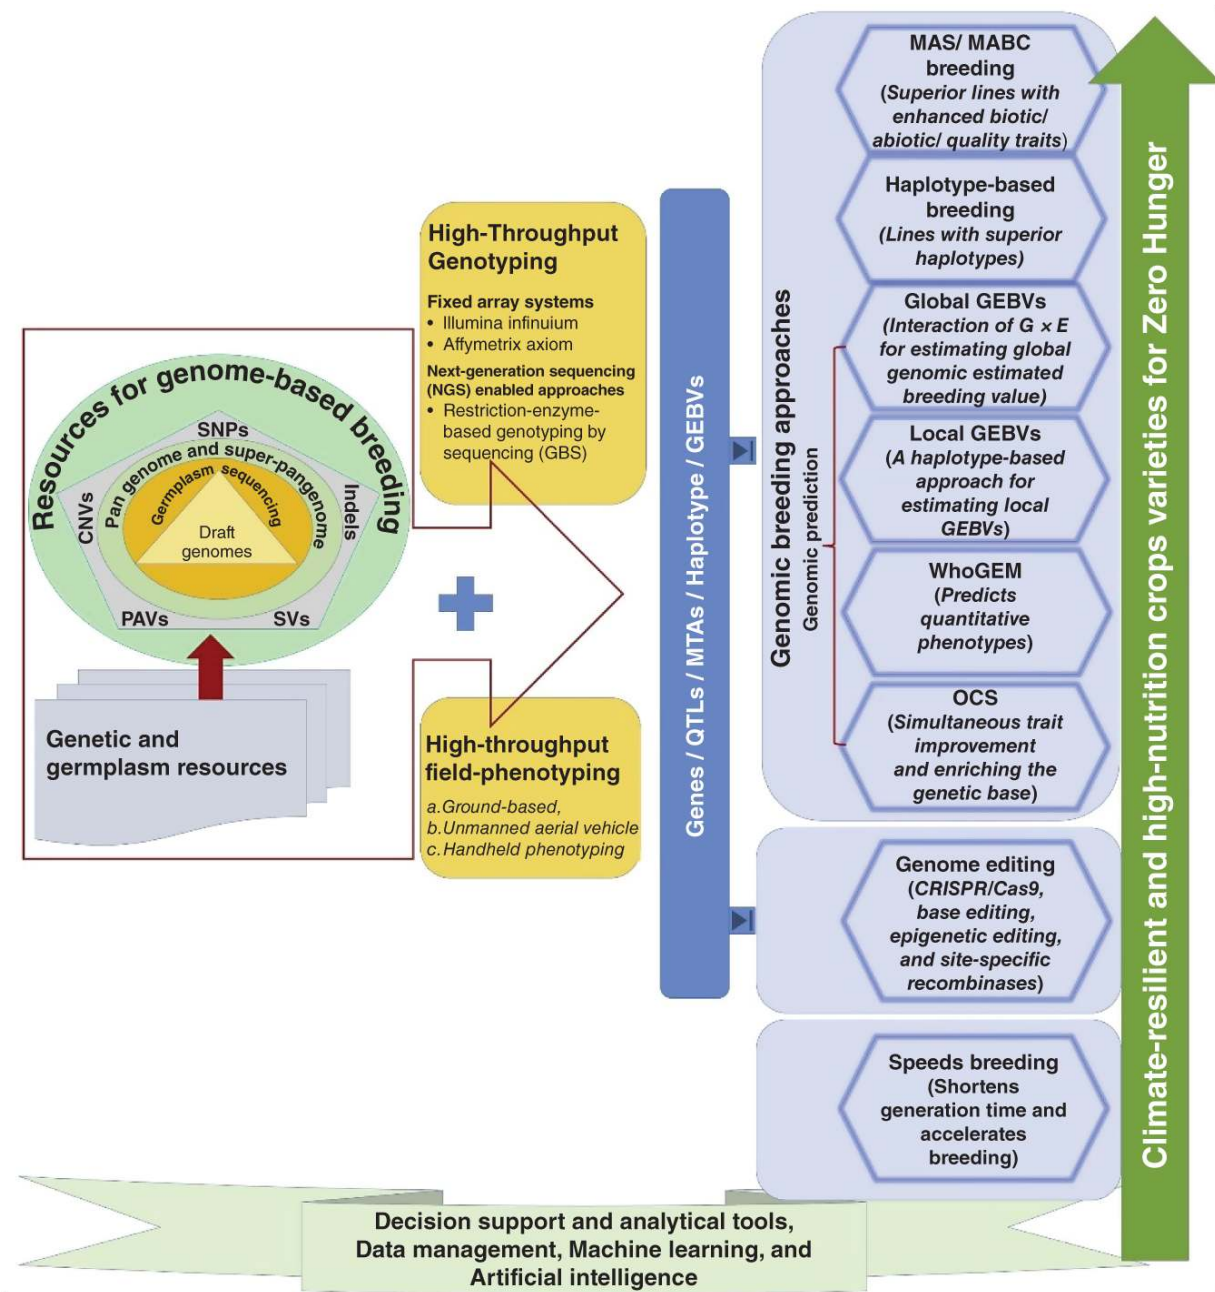 Resources for genome-based breeding
SNPs
CNVs
Indels
PAVs
SVs
Pan genome and super-pangenome
Germplasm sequencing
Draft
genomes
Genetic and
germplasm resources
High-Throughput
Genotyping
Fixed array systems
• Illumina infinuium
• Affymetrix axiom
Next-generation sequencing
(NGS) enabled approaches
• Restriction-enzyme-
based genotyping by
sequencing (GBS)
High-throughput
field-phenotyping
a.Ground-based,
b.Unmanned aerial vehicle
c. Handheld phenotyping
Genes / QTLs / MTAs / Haplotype / GEBVs
Genomic breeding approaches
Genomic prediction
MAS/ MABC
breeding
(Superior lines with
enhanced biotic/
abiotic/ quality traits)
Haplotype-based
breeding
(Lines with superior
haplotypes)
Global GEBVs
(Interaction of G × E
for estimating global
genomic estimated
breeding value)
Local GEBVs
(A haplotype-based
approach for
estimating local
GEBVs)
WhoGEM
(Predicts
quantitative
phenotypes)
OCS
(Simultaneous trait
improvement
and enriching the
genetic base)
Genome editing
(CRISPR/Cas9,
base editing,
epigenetic editing,
and site-specific
recombinases)
Speeds breeding
(Shortens
generation time and
accelerates
breeding)
Climate-resilient and high-nutrition crops varieties for Zero Hunger
Decision support and analytical tools,
Data management, Machine learning, and
Artificial intelligence